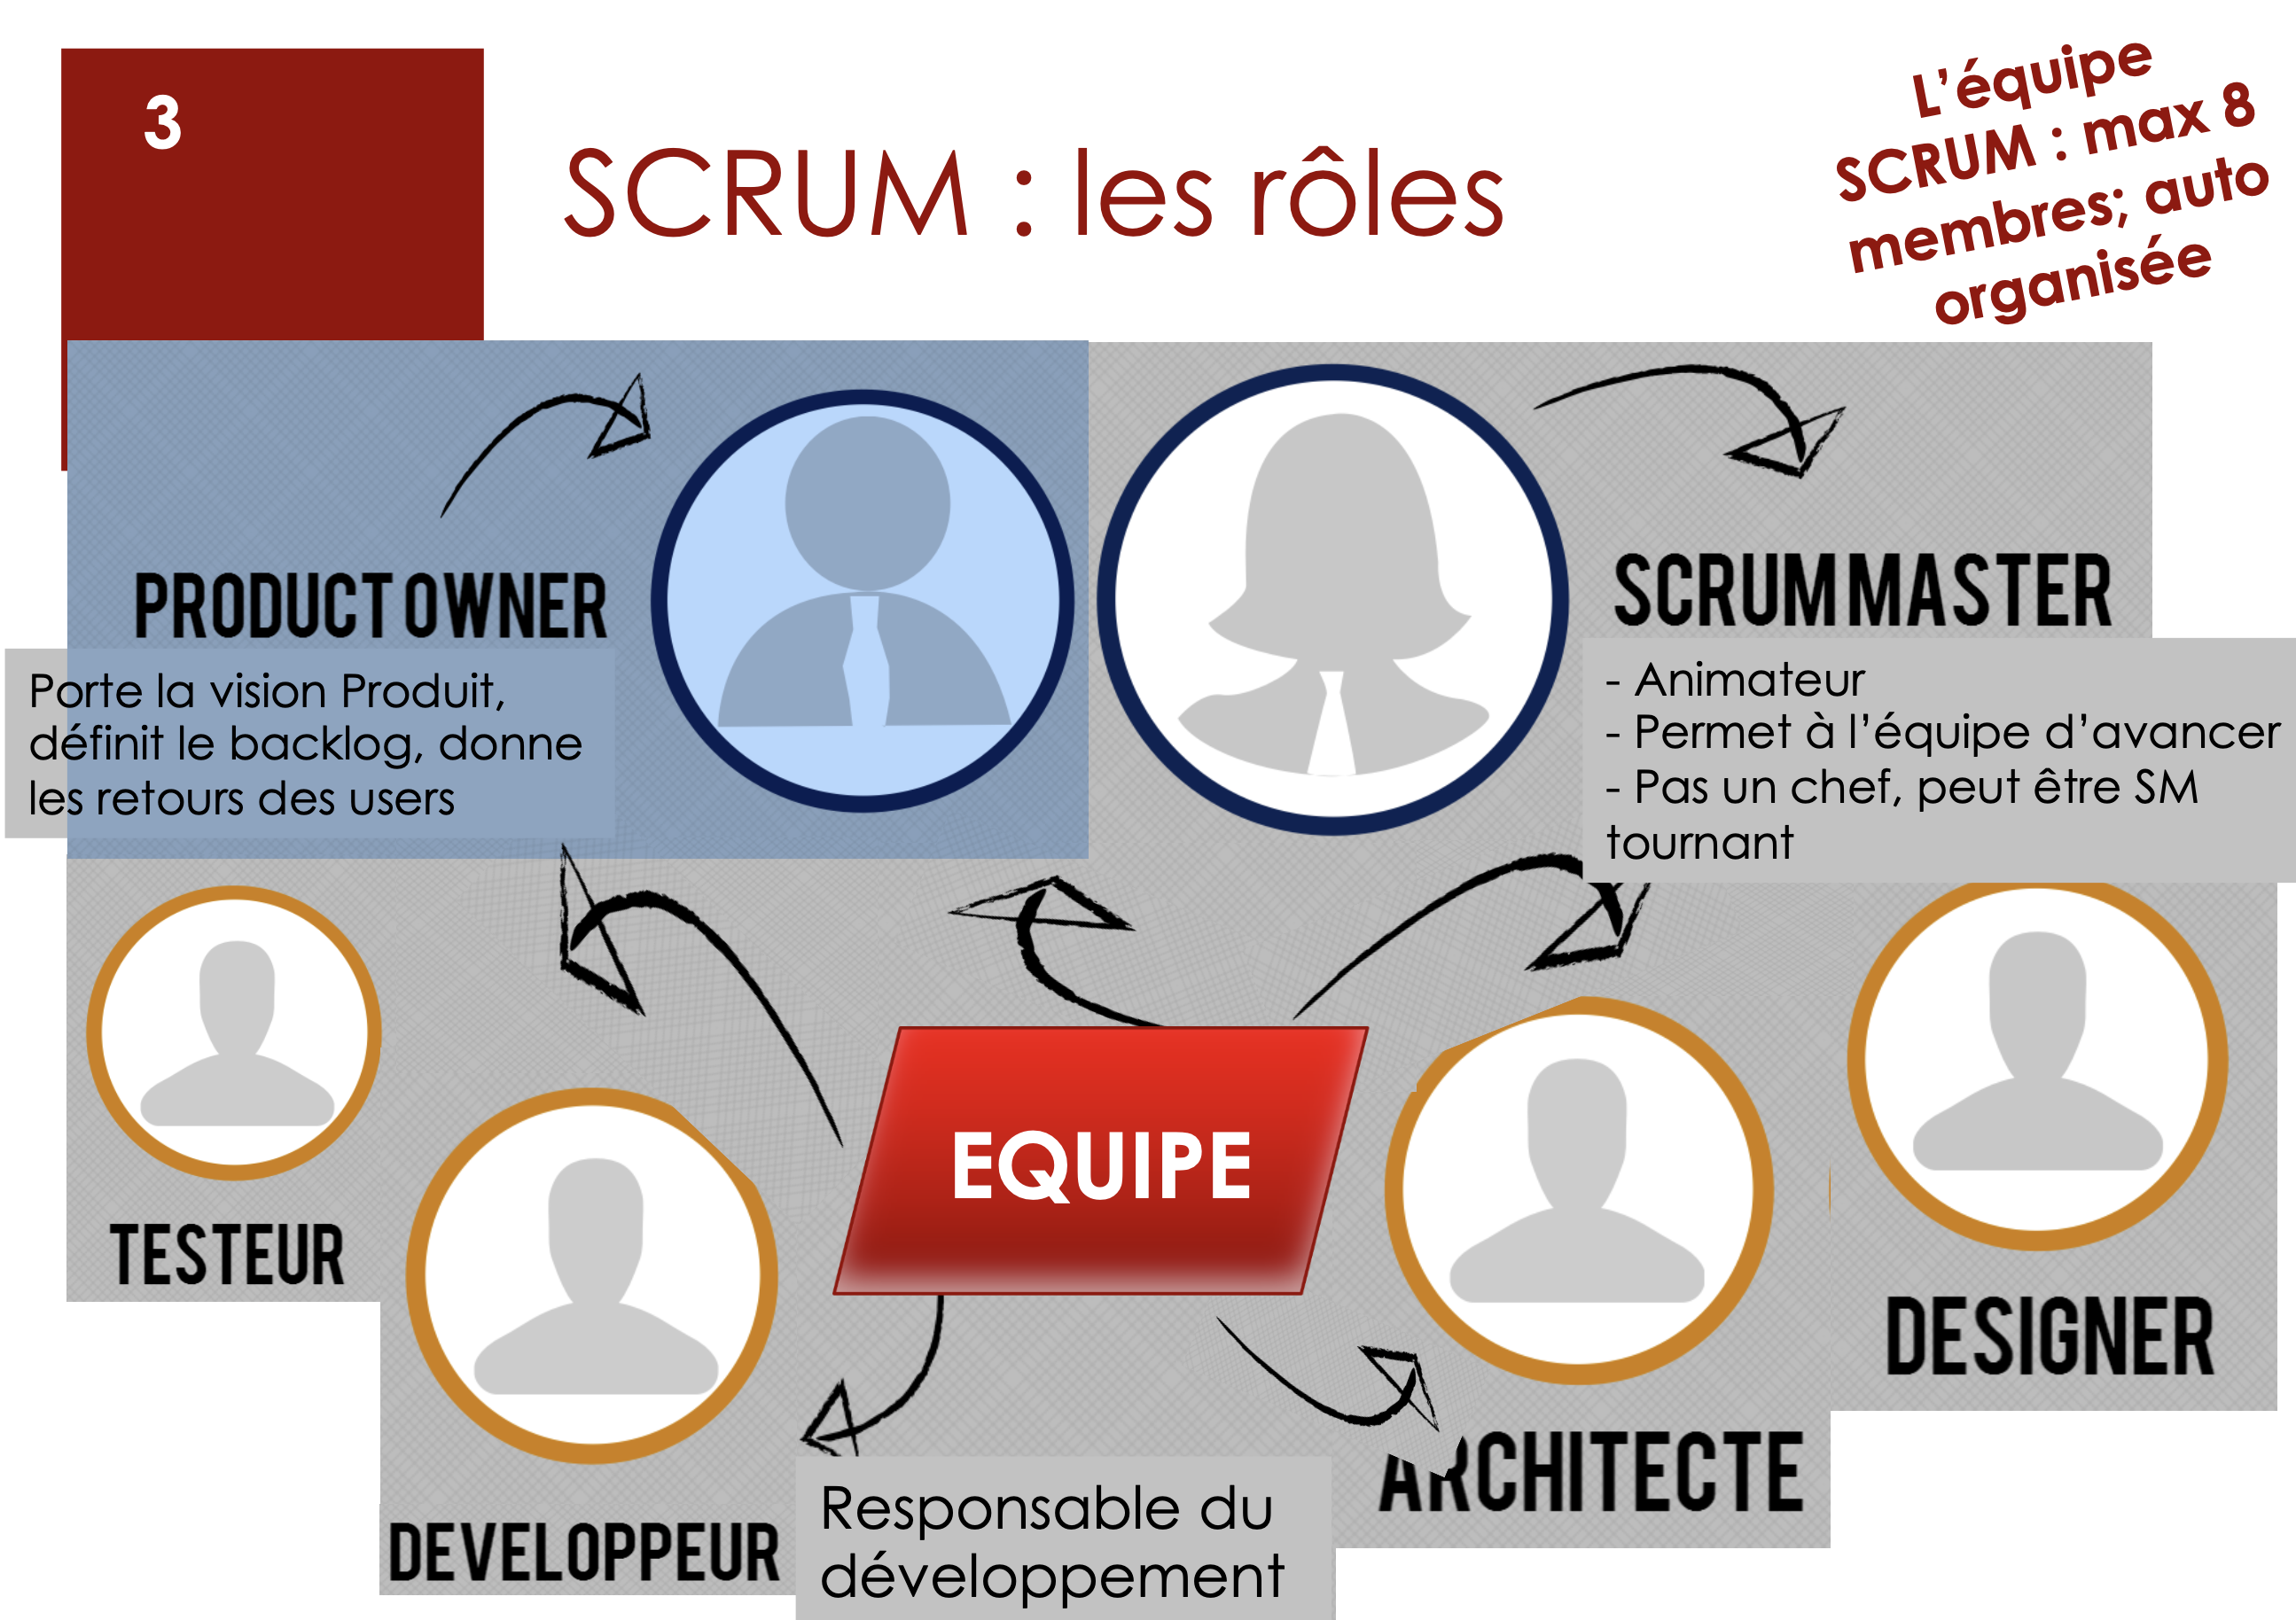 3
SCRUM : les rôles
L'équipe
SCRUM : max 8
membres; auto
organisée
PRODUCT OWNER
Porte la vision Produit,
définit le backlog, donne
les retours des users
SCRUM MASTER
- Animateur
- Permet à l'équipe d'avancer
- Pas un chef, peut être SM
tournant
TESTEUR
DEVELOPPEUR
EQUIPE
Responsable du
développement
ARCHITECTE
DESIGNER